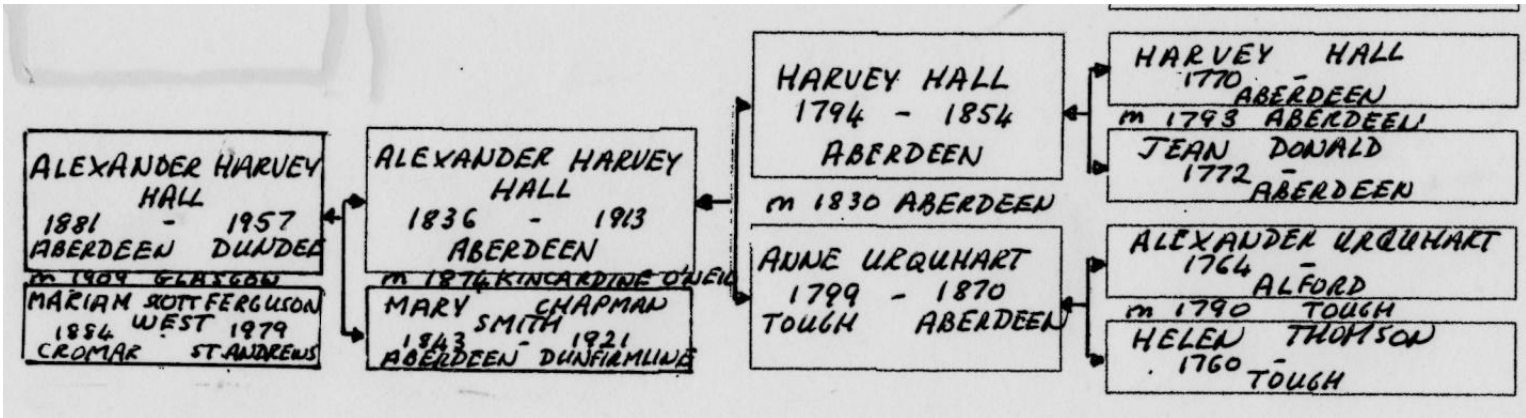 ALEXANDER HARVEY
HALL
1881 - 1957
ABERDEEN DUNDEE
m 1909 GLASGOW
MARIAM SCOTT FERGUSON
WEST
1884 1979
CROMAR ST. ANDREWS
ALEXANDER HARVEY
HALL
1836 - 1913
ABERDEEN
m 1874 KINCARDINE O'NEIL
MARY CHAPMAN
SMITH
1843 - 1921
ABERDEEN DUNFIRMLINE
HARVEY HALL
1794 - 1854
ABERDEEN
m 1830 ABERDEEN
ANNE URQUHART
1799 - 1870
TOUGH ABERDEEN
HARVEY HALL
1770 -
ABERDEEN
m 1793 ABERDEEN
JEAN DONALD
1772 -
ABERDEEN
ALEXANDER URQUHART
1764 -
ALFORD
m 1790 TOUGH
HELEN THOMSON
1760 -
TOUGH